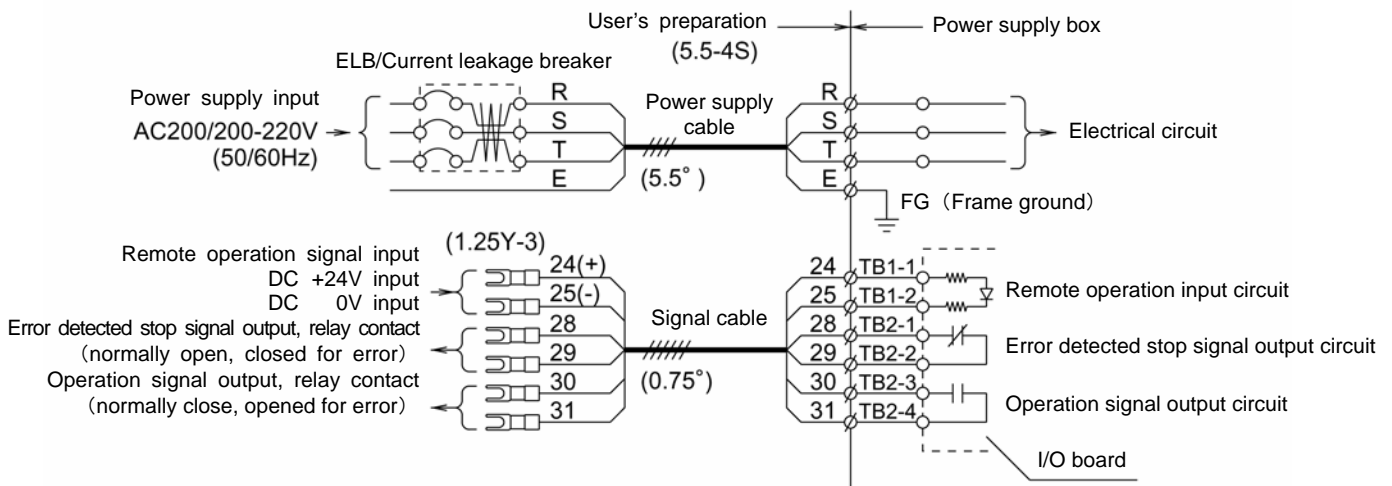 User's preparation
(5.5-4S)
Power supply box
ELB/Current leakage breaker
Power supply input
AC200/200-220V
(50/60Hz)
R
S
T
E
Power supply
cable
(5.5°)
R
S
T
E
Electrical circuit
FG（Frame ground）
Remote operation signal input
DC +24V input
DC 0V input
Error detected stop signal output, relay contact
（normally open, closed for error）
Operation signal output, relay contact
（normally close, opened for error）
(1.25Y-3)
24(+)
25(-)
28
29
30
31
Signal cable
(0.75°)
24 TB1-1
25 TB1-2
28 TB2-1
29 TB2-2
30 TB2-3
31 TB2-4
Remote operation input circuit
Error detected stop signal output circuit
Operation signal output circuit
I/O board